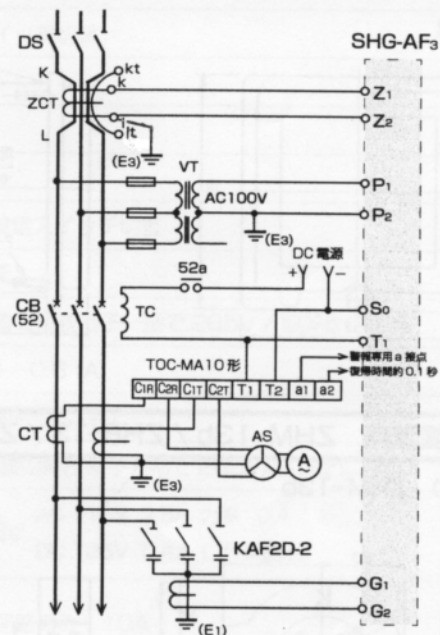 DS
SHG-AF3
K
kt
k
ZCT
Z1
l
Z2
L
lt
(E3)
VT
AC100V
P1
P2
(E3)
DC 電源
52a
+
−
CB
(52)
TC
S0
TOC-MA10形
警報専用a接点
T1
復帰時間約0.1秒
C1R C2R C1T C2T T1 T2 a1 a2
CT
AS
A
(E3)
KAF2D-2
G1
G2
(E1)